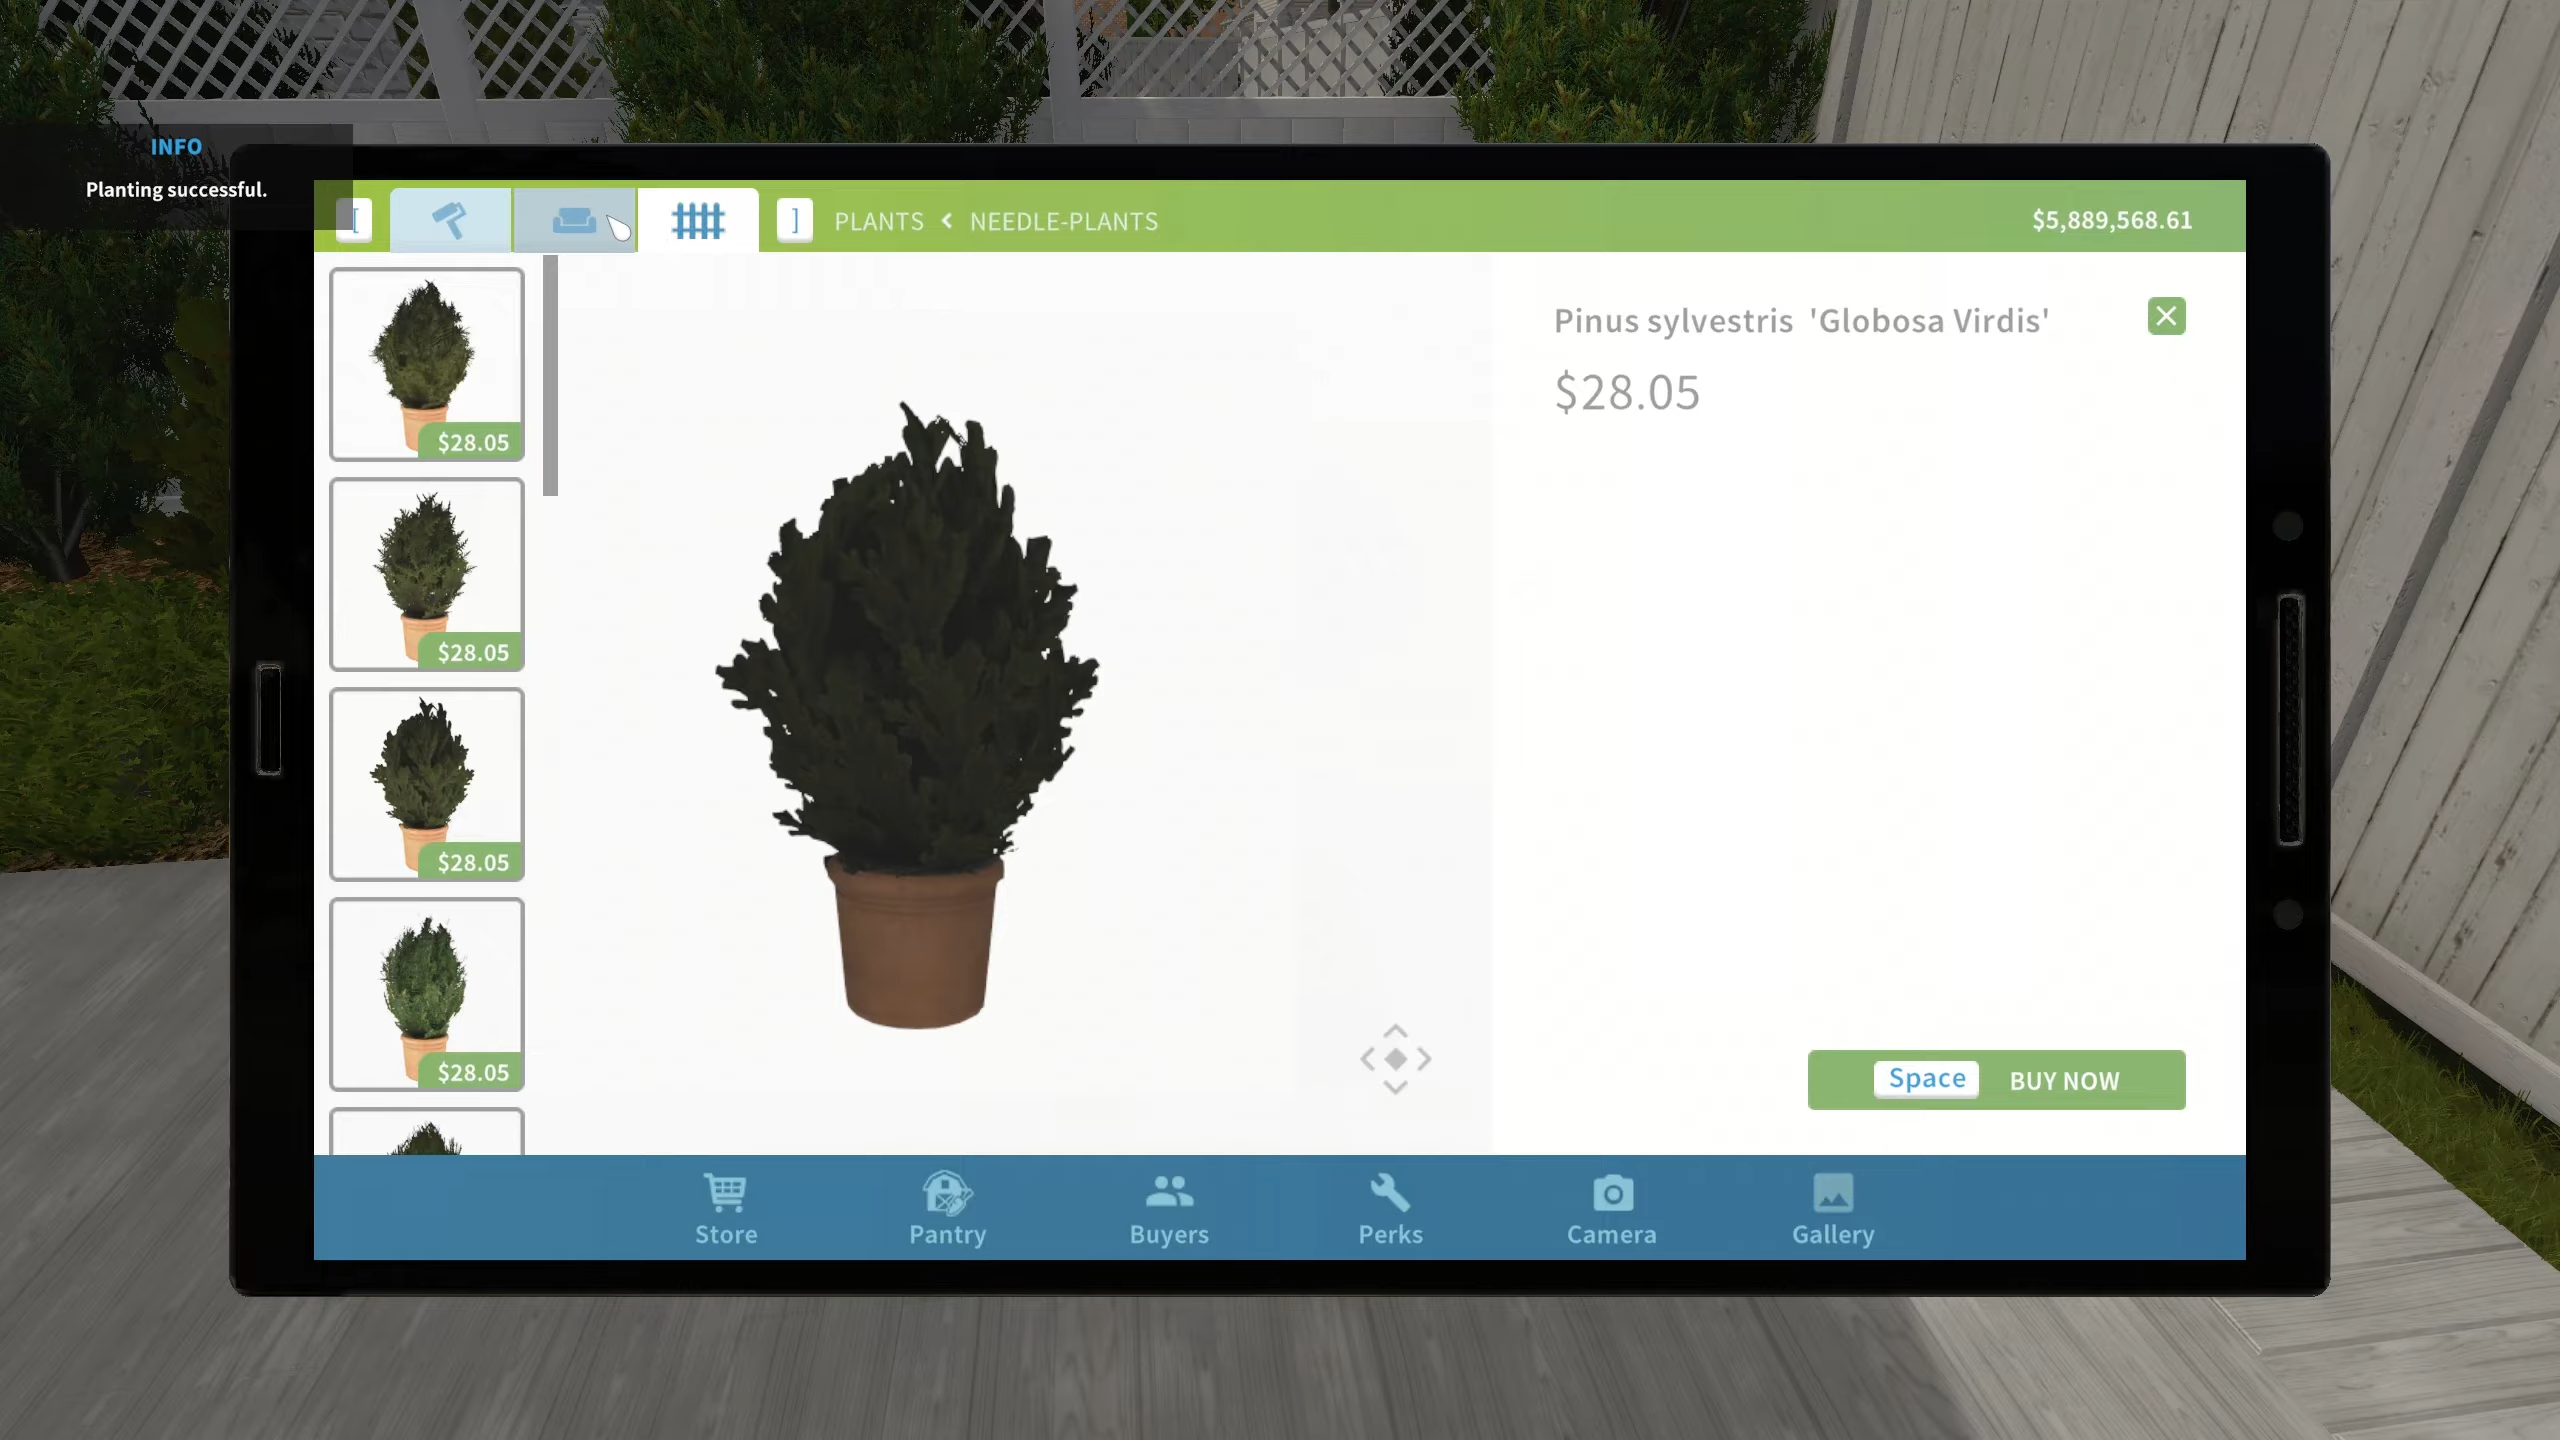 INFO
Planting successful.
[
]
PLANTS < NEEDLE-PLANTS
$5,889,568.61
$28.05
$28.05
$28.05
$28.05
Pinus sylvestris 'Globosa Virdis'
$28.05
Space BUY NOW
Store
Pantry
Buyers
Perks
Camera
Gallery